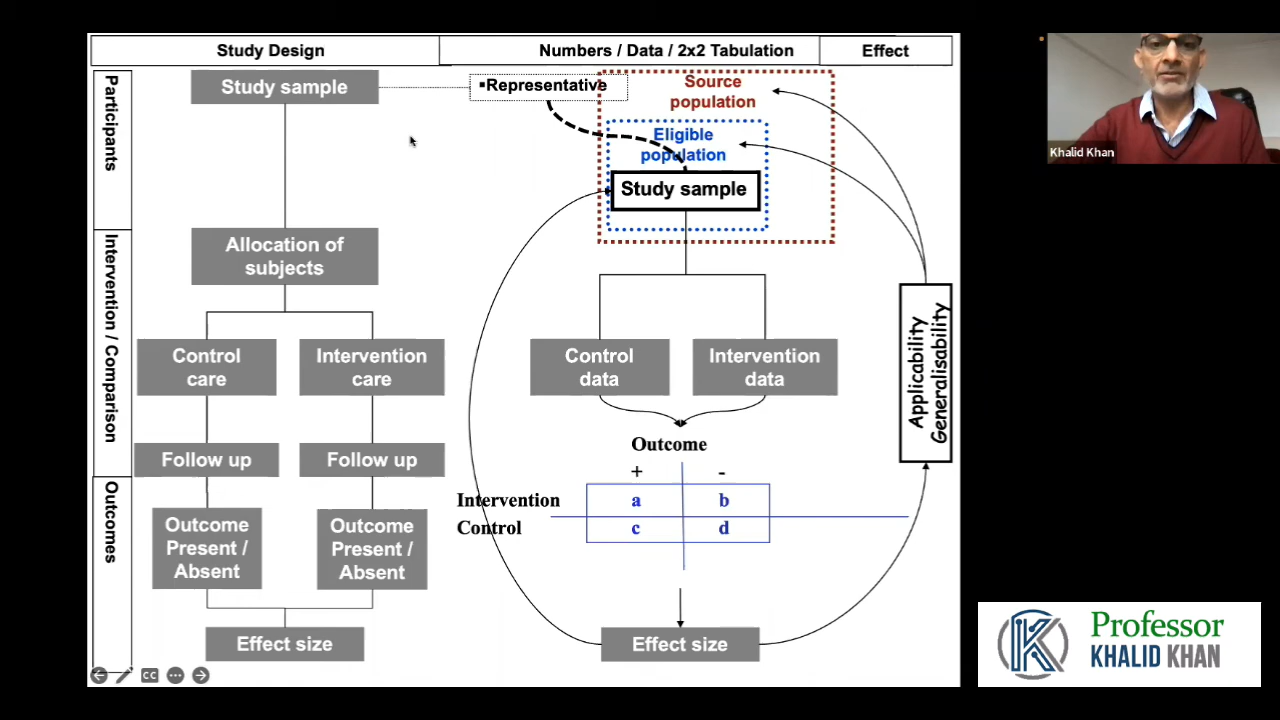 Study Design
Numbers / Data / 2x2 Tabulation
Effect
Participants
Intervention / Comparison
Outcomes
Study sample
Allocation of
subjects
Control
care
Intervention
care
Follow up
Follow up
Outcome
Present /
Absent
Outcome
Present /
Absent
Effect size
▪Representative
Source
population
Eligible
population
Study sample
Control
data
Intervention
data
Outcome
+ -
Intervention a b
Control c d
Effect size
Applicability
Generalisability
CC
Khalid Khan
K
Professor
KHALID KHAN